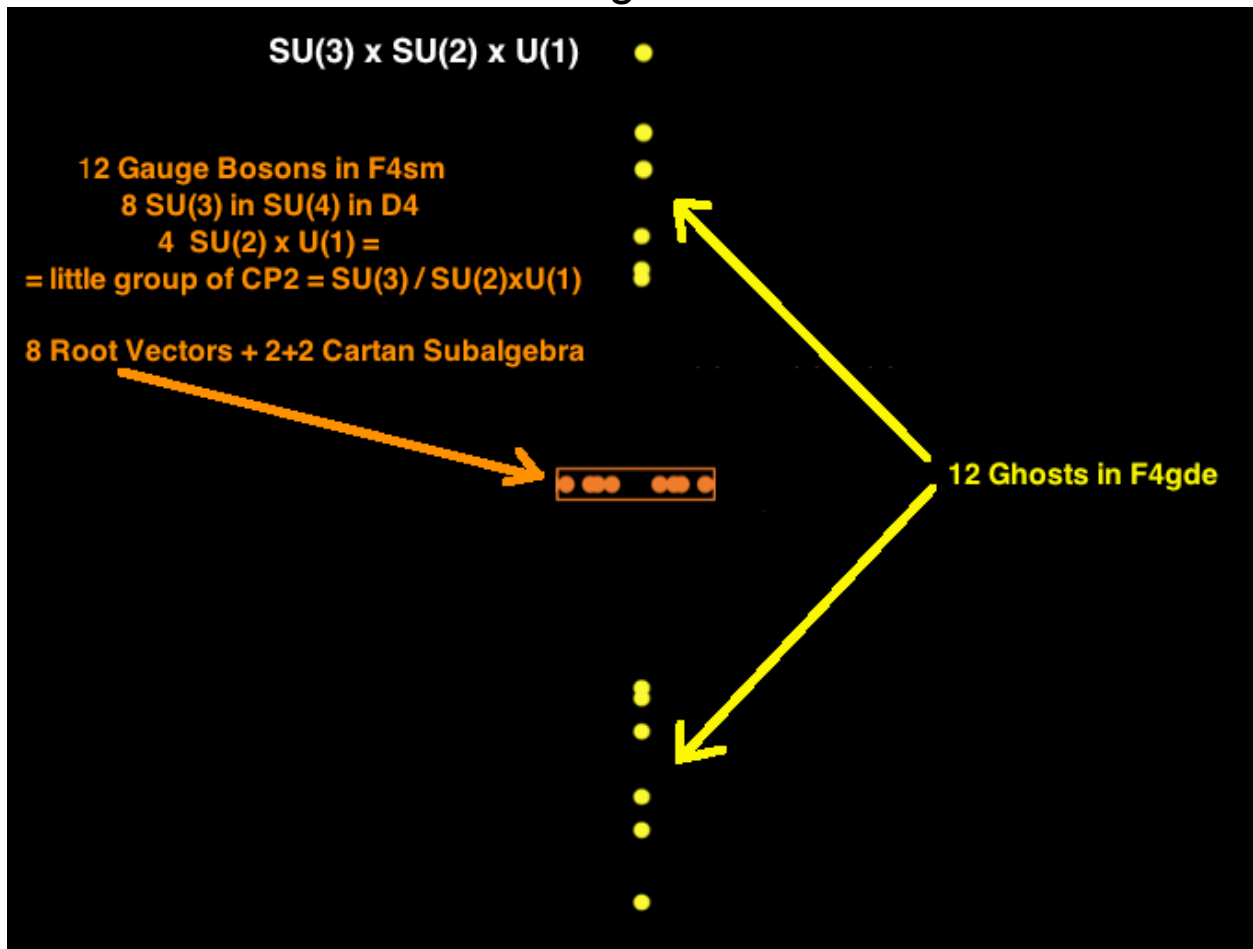 SU(3) x SU(2) x U(1)
12 Gauge Bosons in F4sm
8 SU(3) in SU(4) in D4
4 SU(2) x U(1) =
= little group of CP2 = SU(3) / SU(2)xU(1)
8 Root Vectors + 2+2 Cartan Subalgebra
12 Ghosts in F4gde